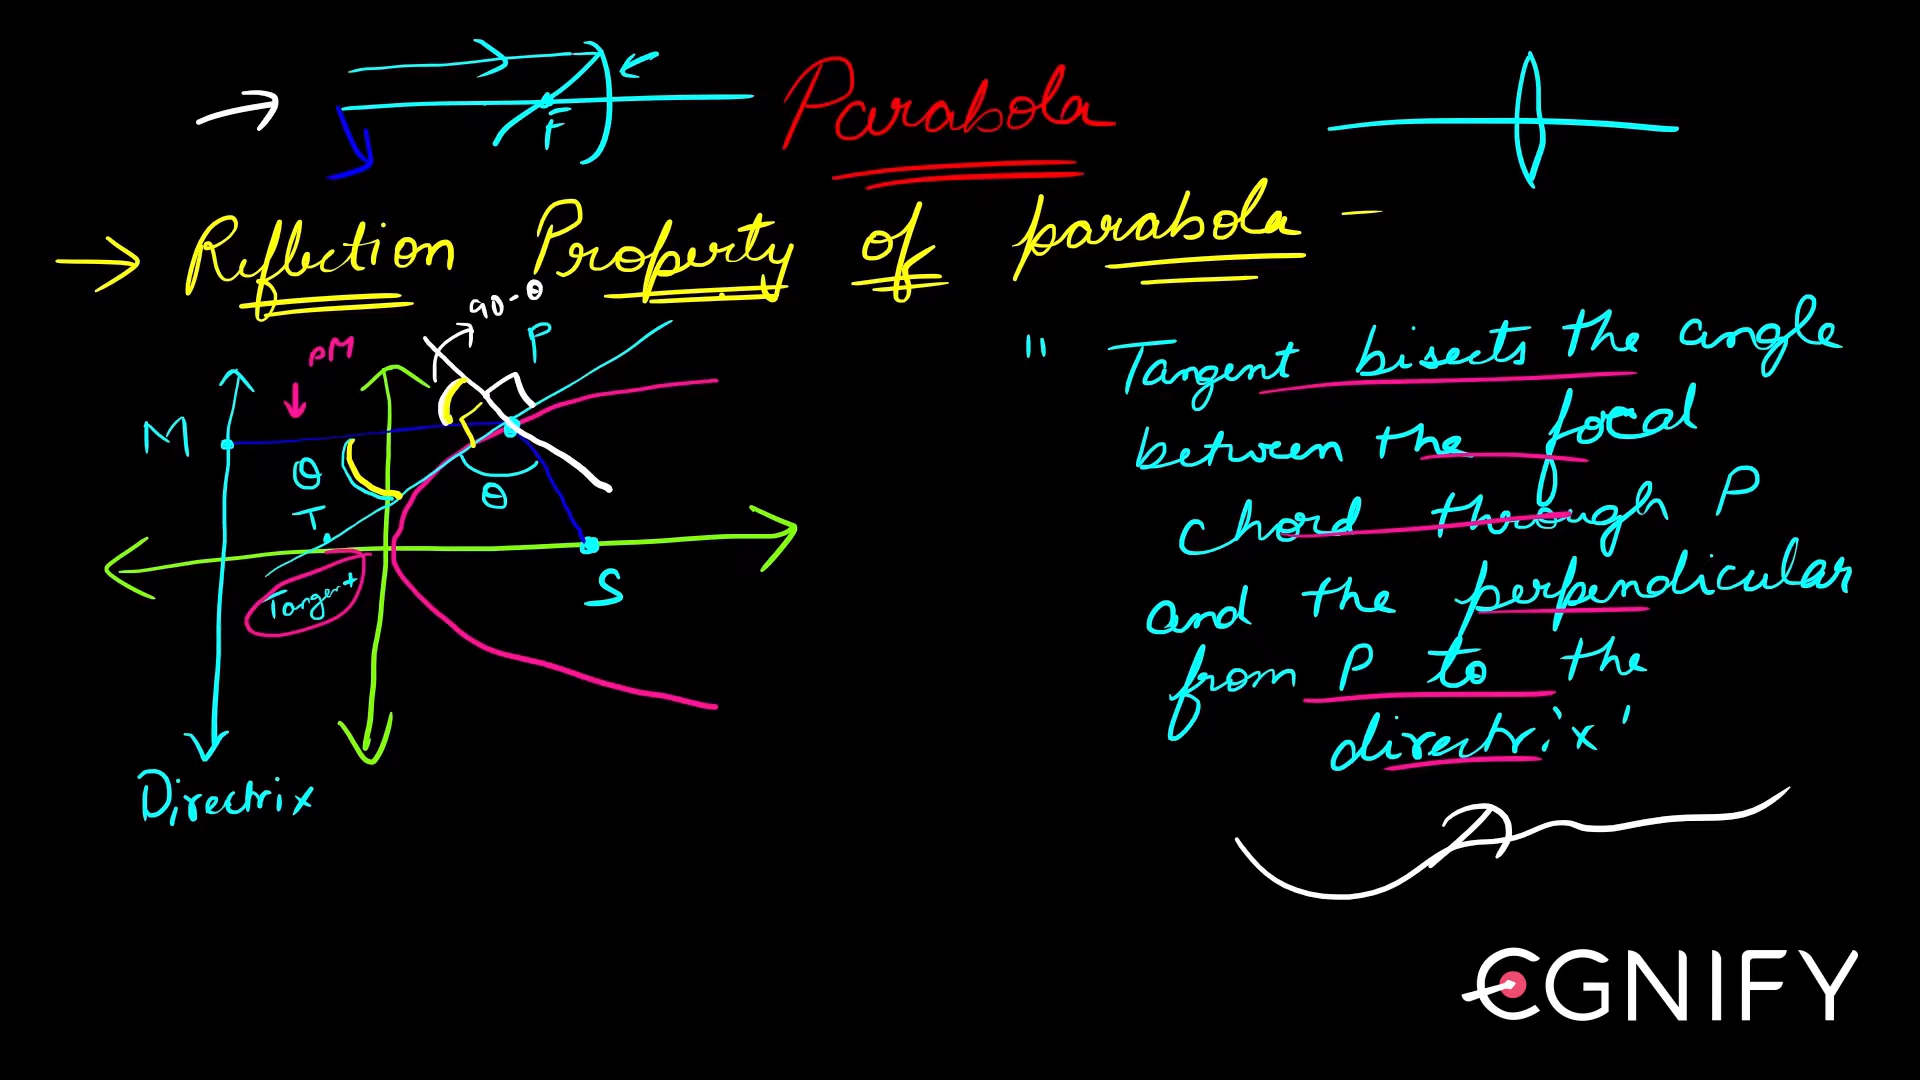 F
Parabola
→ Reflection Property of parabola –
90-θ
P
PM
M
θ
T
θ
S
Tangent
Directrix
" Tangent bisects the angle
between the focal
chord through P
and the perpendicular
from P to the
directrix '
CGNIFY